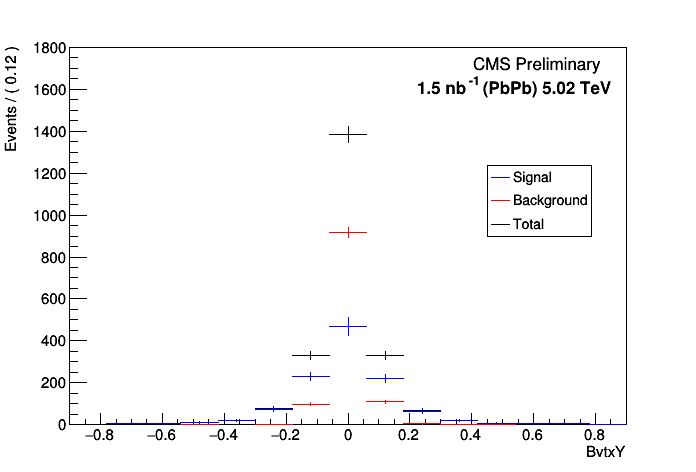 CMS Preliminary
1.5 nb-1 (PbPb) 5.02 TeV
Events / ( 0.12 )
1800
1600
1400
1200
1000
800
600
400
200
0
Signal
Background
Total
−0.8 −0.6 −0.4 −0.2 0 0.2 0.4 0.6 0.8
BvtxY